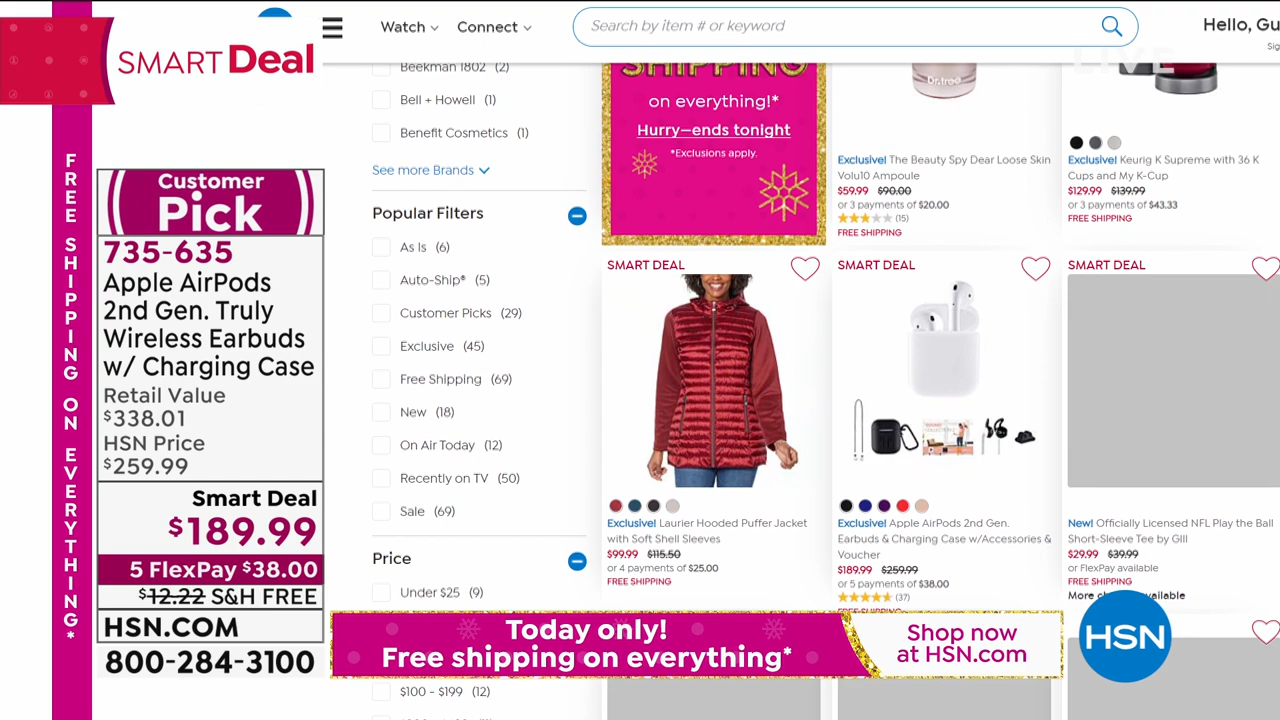 SMART Deal
FREE SHIPPING ON EVERYTHING!*
Customer
Pick
735-635
Apple AirPods
2nd Gen. Truly
Wireless Earbuds
w/ Charging Case
Retail Value
$338.01
HSN Price
$259.99
Smart Deal
$189.99
5 FlexPay $38.00
$12.22 S&H FREE
HSN.COM
800-284-3100
Watch
Connect
Search by item # or keyword
Hello, Gu
LIVE
Beekman 1802 (2)
Bell + Howell (1)
Benefit Cosmetics (1)
See more Brands
Popular Filters
As Is (6)
Auto-Ship® (5)
Customer Picks (29)
Exclusive (45)
Free Shipping (69)
New (18)
On Air Today (12)
Recently on TV (50)
Sale (69)
Price
Under $25 (9)
$100 - $199 (12)
SHIPPING
on everything!*
Hurry—ends tonight
*Exclusions apply.
Exclusive! The Beauty Spy Dear Loose Skin
Volu10 Ampoule
$59.99 $90.00
or 3 payments of $20.00
(15)
FREE SHIPPING
Exclusive! Keurig K Supreme with 36 K
Cups and My K-Cup
$129.99 $139.99
or 3 payments of $43.33
FREE SHIPPING
SMART DEAL
Exclusive! Laurier Hooded Puffer Jacket
with Soft Shell Sleeves
$99.99 $115.50
or 4 payments of $25.00
FREE SHIPPING
SMART DEAL
Exclusive! Apple AirPods 2nd Gen.
Earbuds & Charging Case w/Accessories &
Voucher
$189.99 $259.99
or 5 payments of $38.00
(37)
FREE SHIPPING
SMART DEAL
New! Officially Licensed NFL Play the Ball
Short-Sleeve Tee by GIII
$29.99 $39.99
or FlexPay available
FREE SHIPPING
Today only!
Free shipping on everything*
Shop now
at HSN.com
HSN